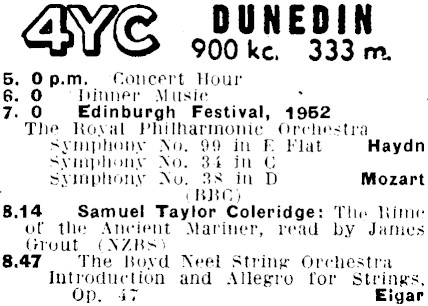 4YC DUNEDIN
900 kc. 333 m.
5. 0 p.m. Concert Hour
6. 0 Dinner Music
7. 0 Edinburgh Festival, 1952
The Royal Philharmonic Orchestra
Symphony No. 99 in E Flat Haydn
Symphony No. 34 in C
Symphony No. 38 in D Mozart
(BBC)
8.14 Samuel Taylor Coleridge: The Rime
of the Ancient Mariner, read by James
Grout (NZBS)
8.47 The Boyd Neel String Orchestra
Introduction and Allegro for Strings,
Op. 47 Elgar